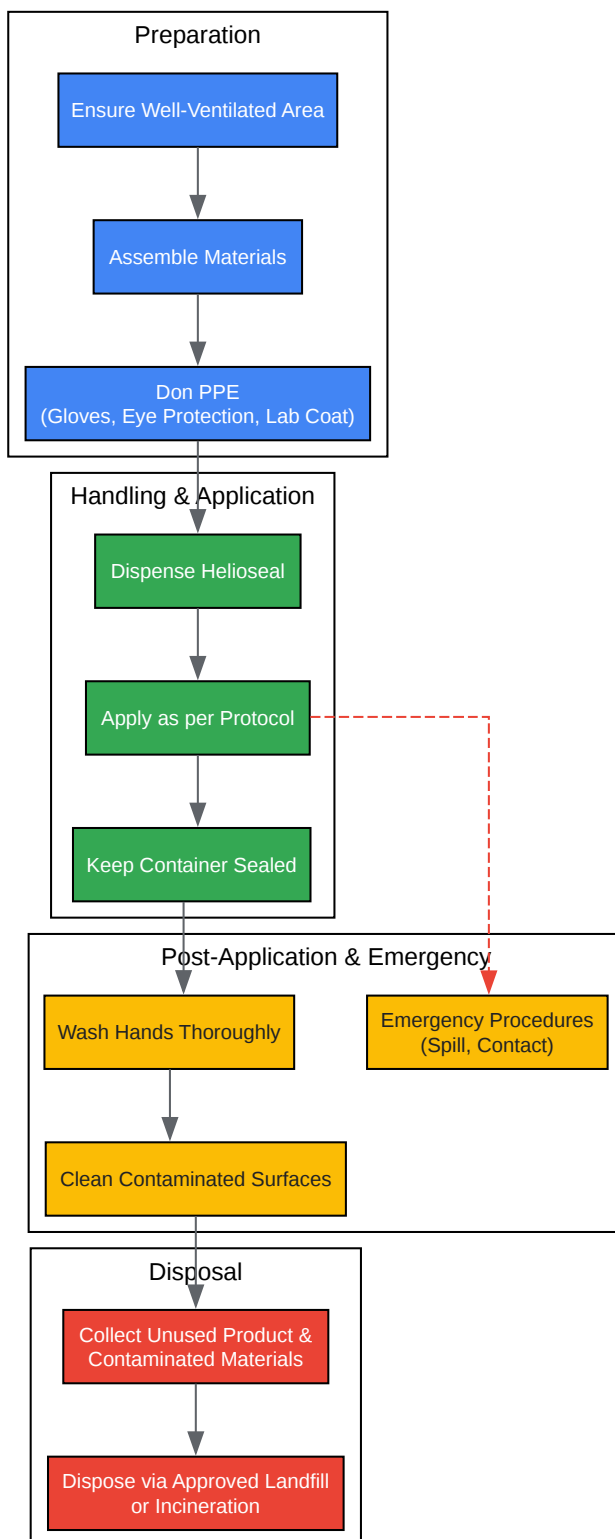 Preparation
Ensure Well-Ventilated Area
Assemble Materials
Don PPE
(Gloves, Eye Protection, Lab Coat)
Handling & Application
Dispense Helioseal
Apply as per Protocol
Keep Container Sealed
Post-Application & Emergency
Wash Hands Thoroughly
Emergency Procedures
(Spill, Contact)
Clean Contaminated Surfaces
Disposal
Collect Unused Product &
Contaminated Materials
Dispose via Approved Landfill
or Incineration